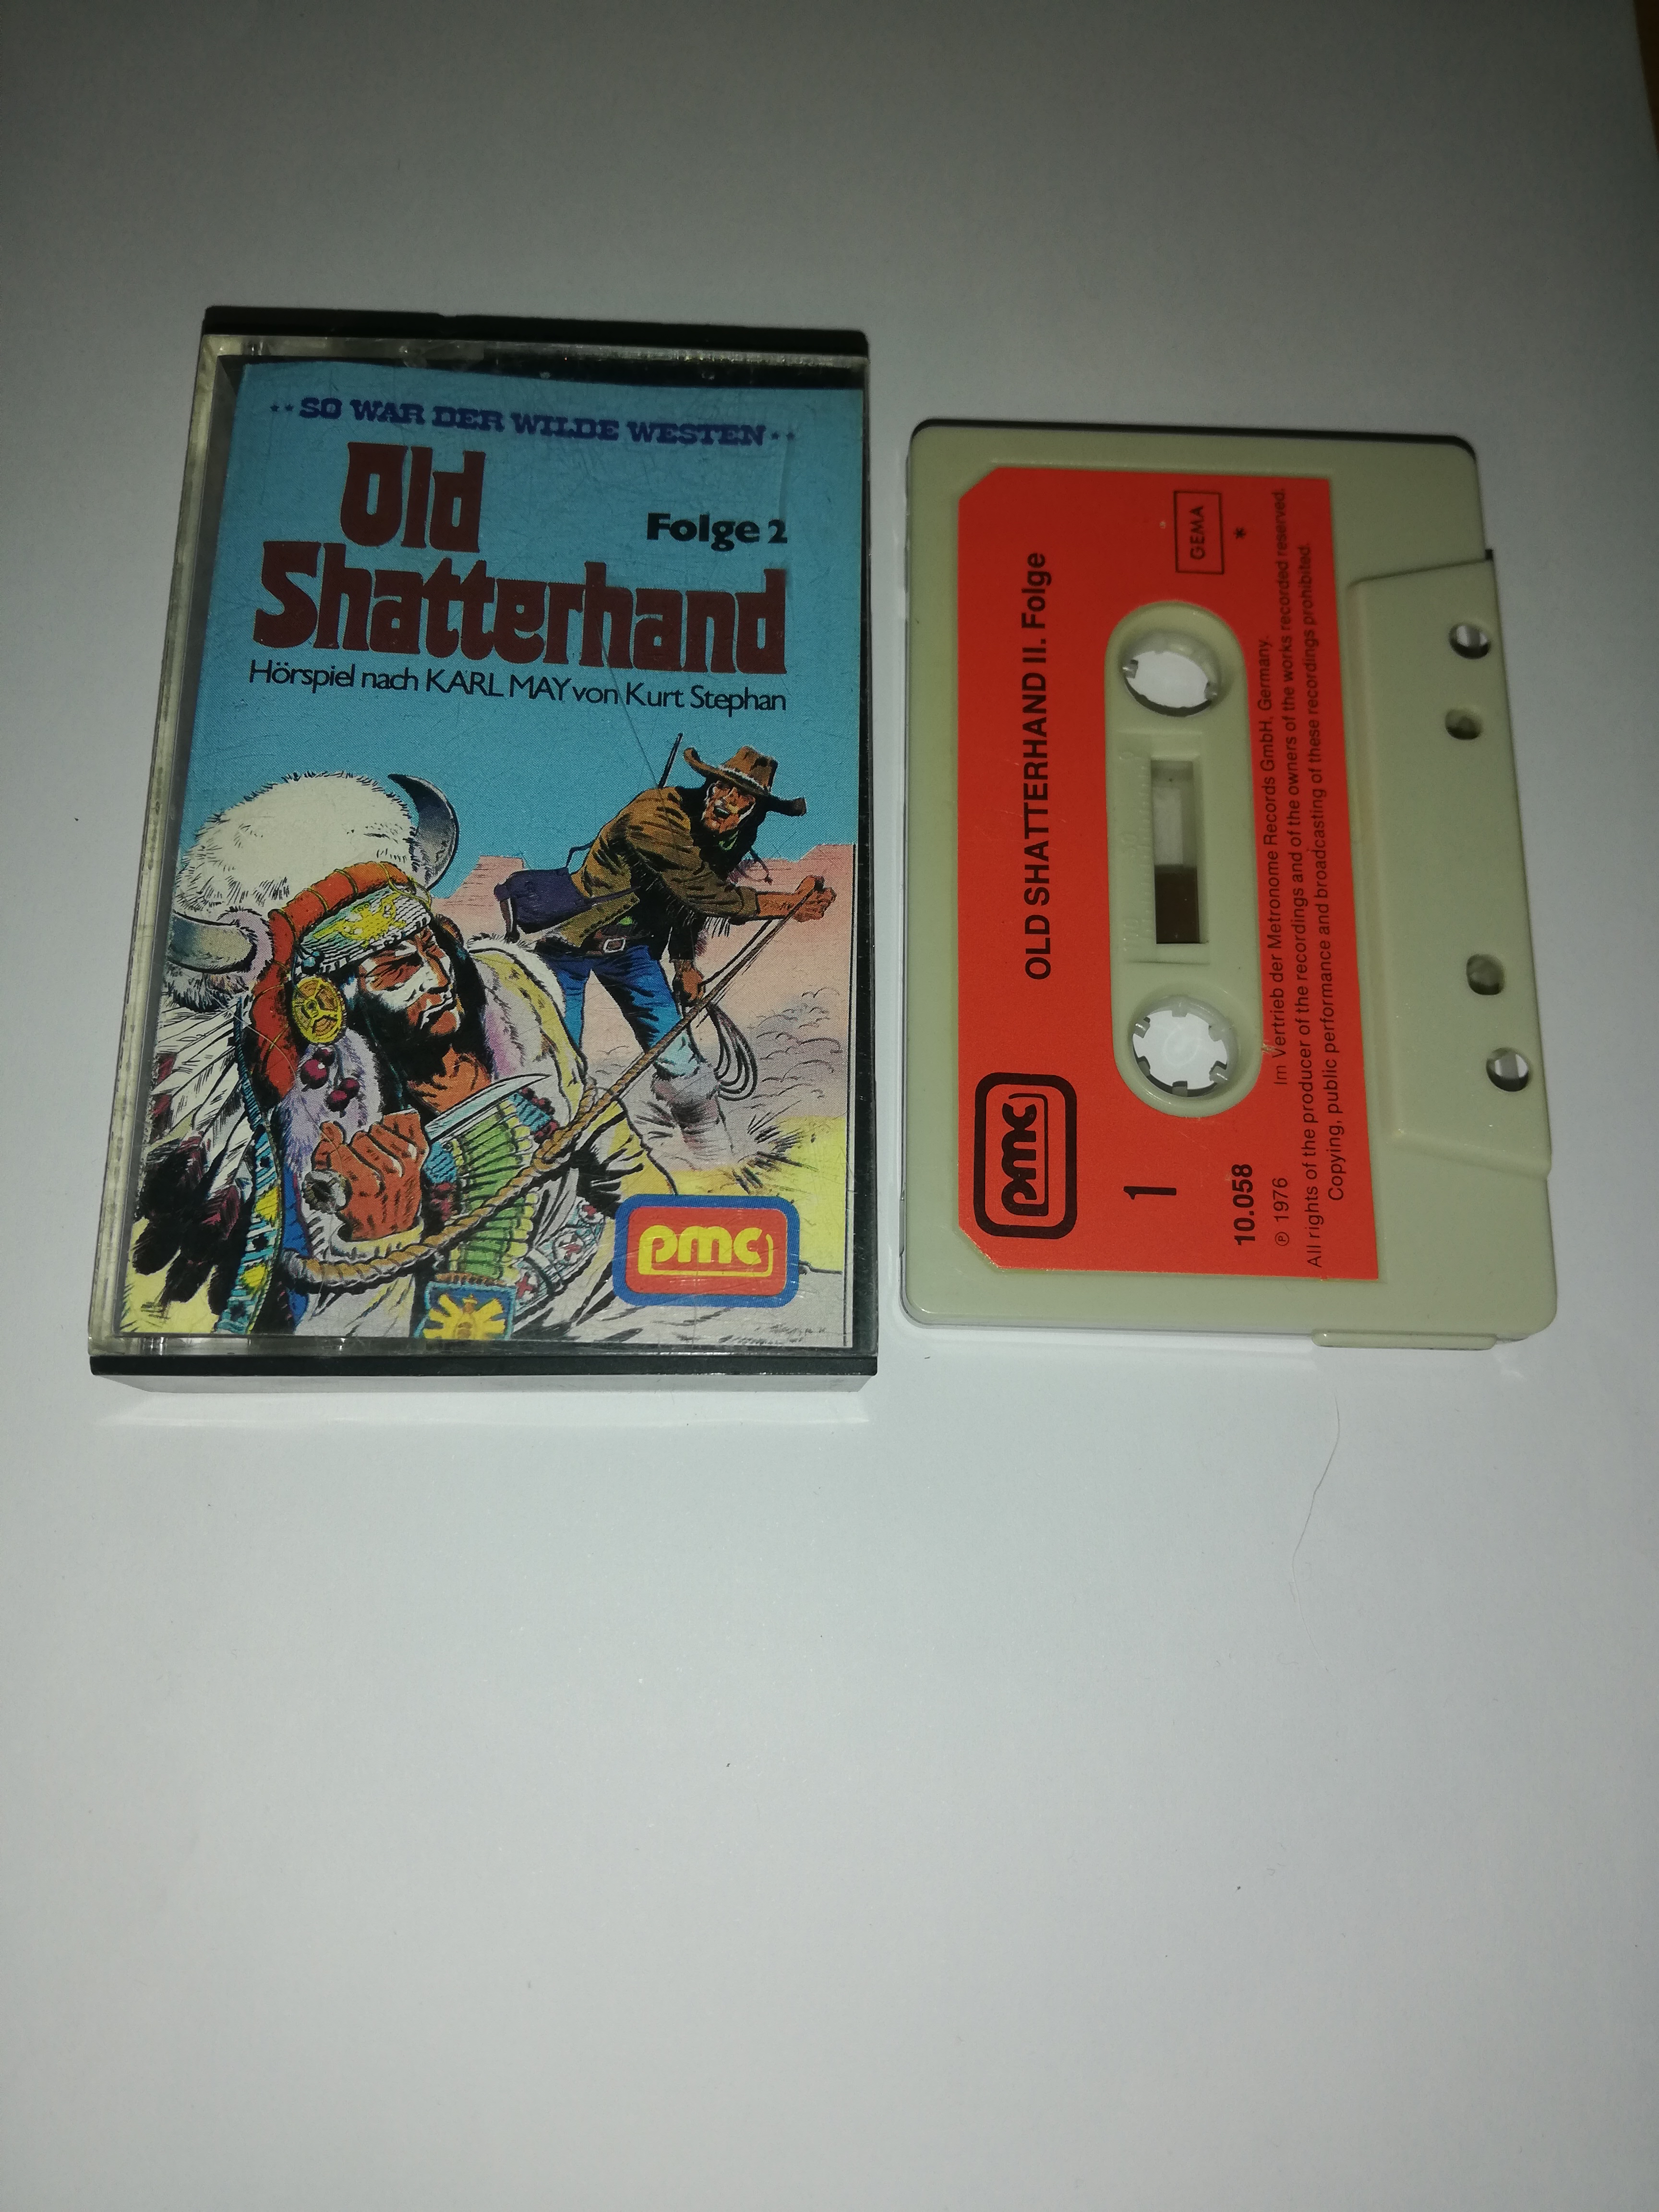 ** SO WAR DER WILDE WESTEN **
Old
Folge 2
Shatterhand
Hörspiel nach KARL MAY von Kurt Stephan
pmc
pmc
OLD SHATTERHAND II. Folge
1
GEMA
*
10.058
℗ 1976 Im Vertrieb der Metronome Records GmbH, Germany.
All rights of the producer of the recordings and of the owners of the works recorded reserved.
Copying, public performance and broadcasting of these recordings prohibited.